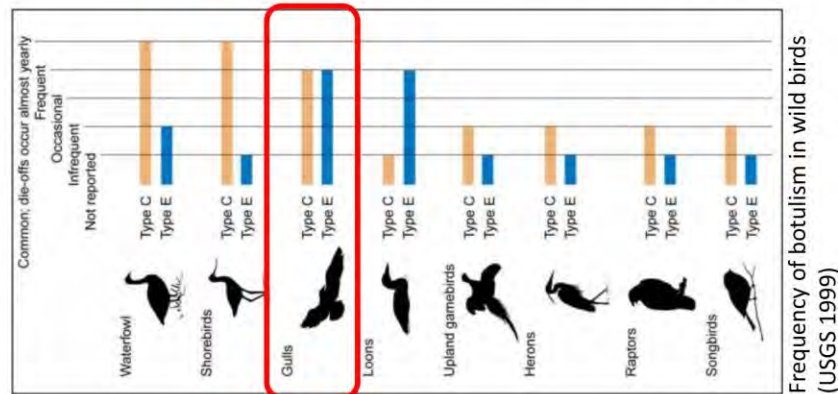 Common; die-offs occur almost yearly
Frequent
Occasional
Infrequent
Not reported
Waterfowl
Type C
Type E
Shorebirds
Type C
Type E
Gulls
Type C
Type E
Loons
Type C
Type E
Upland gamebirds
Type C
Type E
Herons
Type C
Type E
Raptors
Type C
Type E
Songbirds
Type C
Type E
Frequency of botulism in wild birds
(USGS 1999)